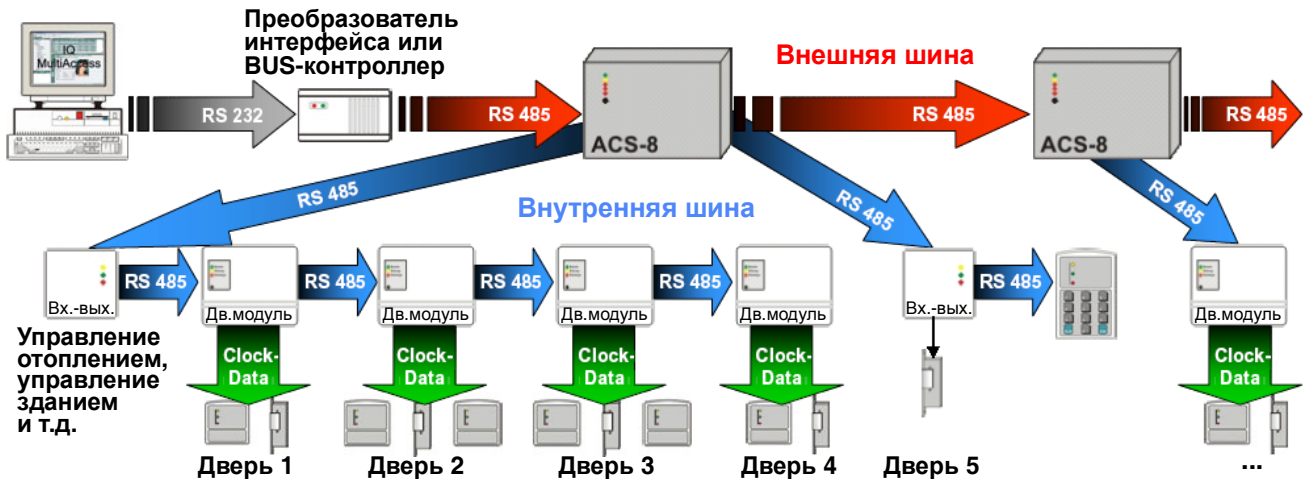 IQ
MultiAccess
RS 232
Преобразователь
интерфейса или
BUS-контроллер
RS 485
ACS-8
Внешняя шина
RS 485
ACS-8
RS 485
RS 485
Внутренняя шина
RS 485
RS 485
Вх.-вых.
RS 485
Дв.модуль
RS 485
Дв.модуль
RS 485
Дв.модуль
RS 485
Дв.модуль
Вх.-вых.
RS 485
Дв.модуль
Управление
отоплением,
управление
зданием
и т.д.
Clock-
Data
Clock-
Data
Clock-
Data
Clock-
Data
Clock-
Data
Дверь 1
Дверь 2
Дверь 3
Дверь 4
Дверь 5
...